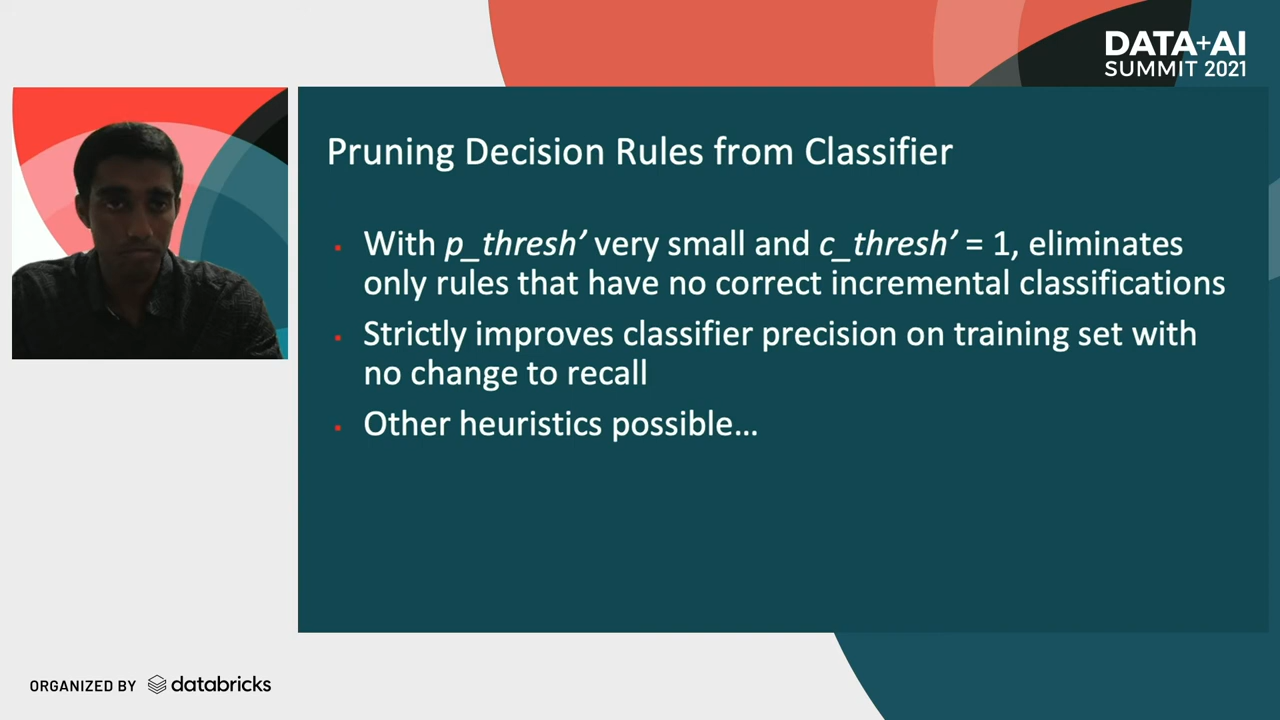 DATA+AI
SUMMIT 2021
Pruning Decision Rules from Classifier
▪ With p_thresh’ very small and c_thresh’ = 1, eliminates
only rules that have no correct incremental classifications
▪ Strictly improves classifier precision on training set with
no change to recall
▪ Other heuristics possible…
ORGANIZED BY databricks